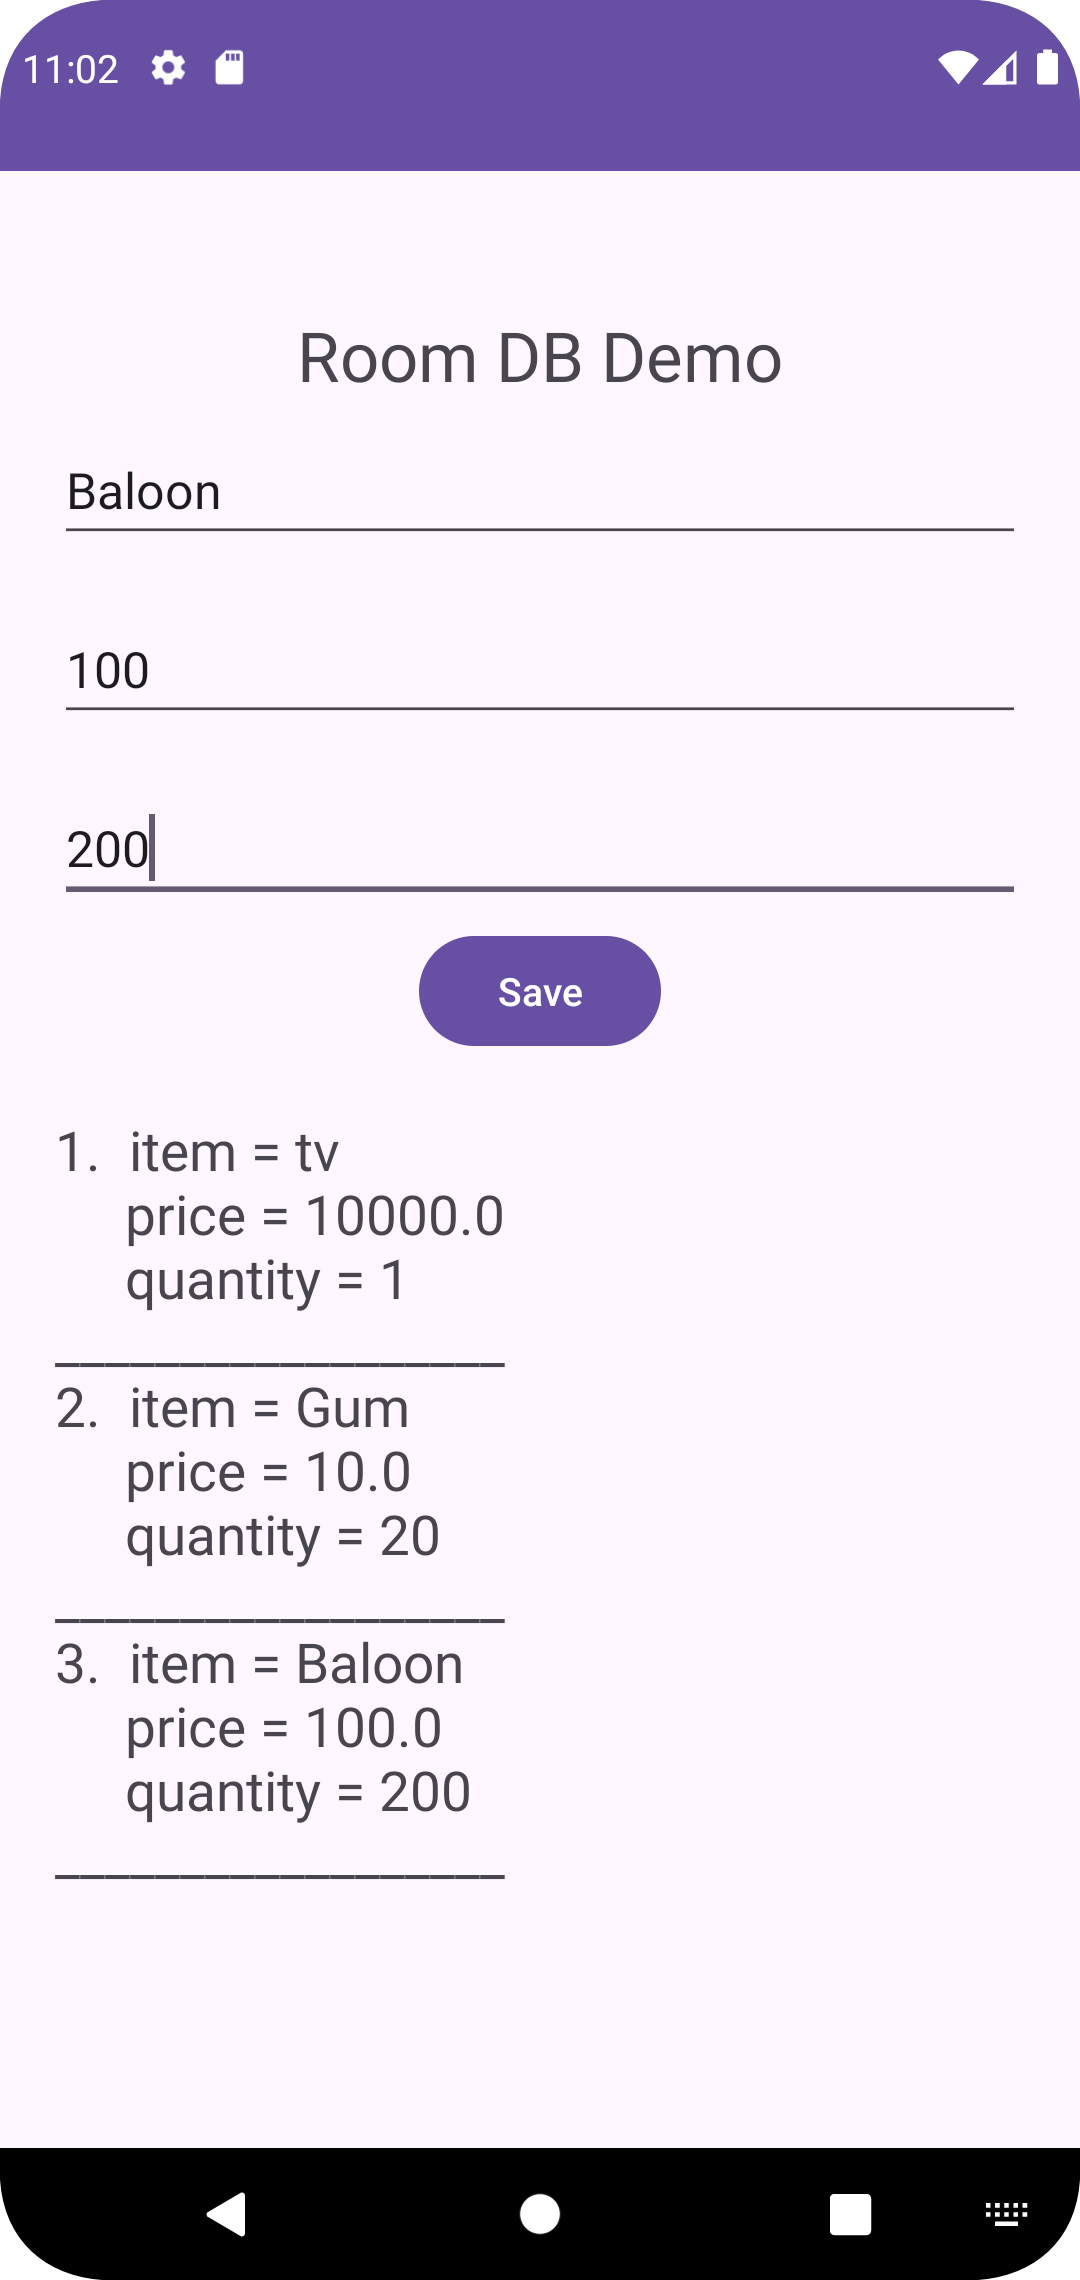 11:02
Room DB Demo
Baloon
100
200
Save
1. item = tv
price = 10000.0
quantity = 1
__________________
2. item = Gum
price = 10.0
quantity = 20
__________________
3. item = Baloon
price = 100.0
quantity = 200
__________________